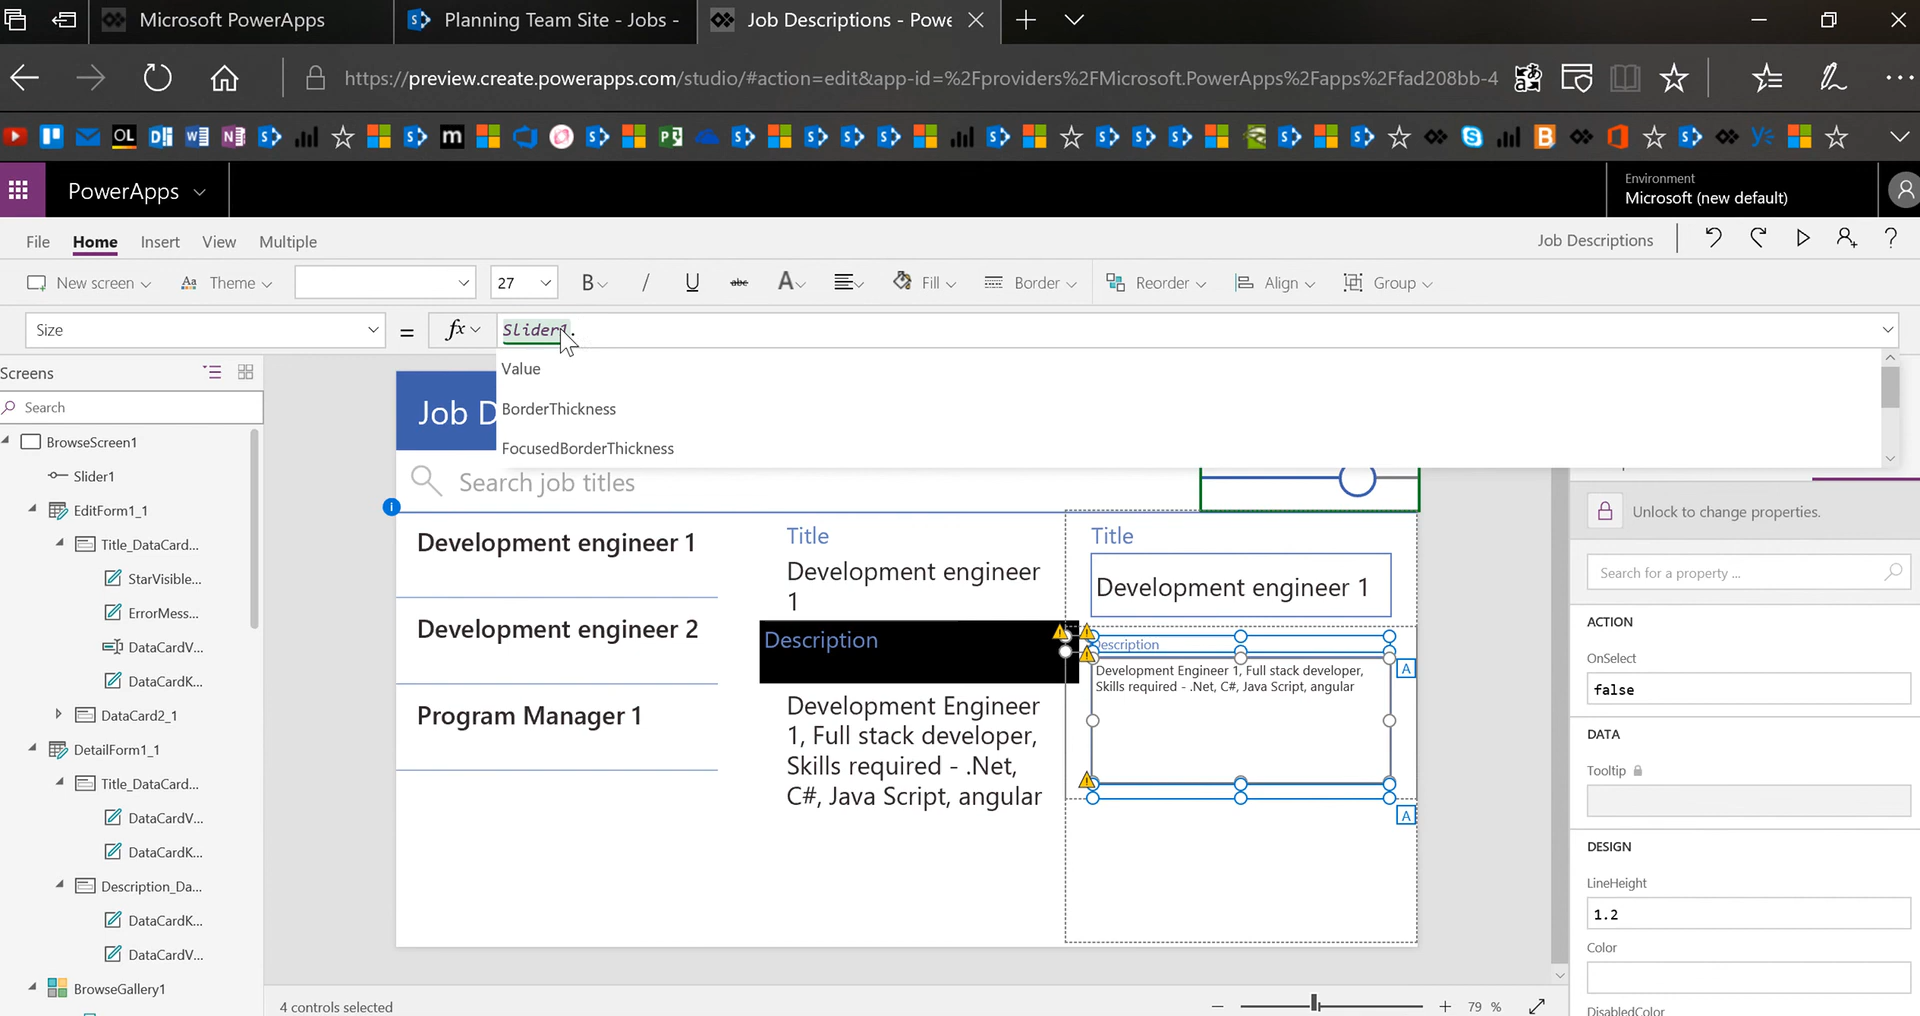 Microsoft PowerApps
Planning Team Site - Jobs -
Job Descriptions - Powe
https://preview.create.powerapps.com/studio/#action=edit&app-id=%2Fproviders%2FMicrosoft.PowerApps%2Fapps%2Ffad208bb-4
PowerApps
Environment
Microsoft (new default)
File Home Insert View Multiple
Job Descriptions
New screen Theme 27 B / U abc A Fill Border Reorder Align Group
Size = fx Slider1.
Value
BorderThickness
FocusedBorderThickness
Screens
Search
BrowseScreen1
Slider1
EditForm1_1
Title_DataCard...
StarVisible...
ErrorMess...
DataCardV...
DataCardK...
DataCard2_1
DetailForm1_1
Title_DataCard...
DataCardV...
DataCardK...
Description_Da...
DataCardK...
DataCardV...
BrowseGallery1
Job D
Search job titles
Development engineer 1
Development engineer 2
Program Manager 1
Title
Development engineer
1
Description
Development Engineer
1, Full stack developer,
Skills required - .Net,
C#, Java Script, angular
Title
Development engineer 1
Description
Development Engineer 1, Full stack developer,
Skills required - .Net, C#, Java Script, angular
A
A
Unlock to change properties.
Search for a property ...
ACTION
OnSelect
false
DATA
Tooltip
DESIGN
LineHeight
1.2
Color
DisabledColor
4 controls selected
79 %